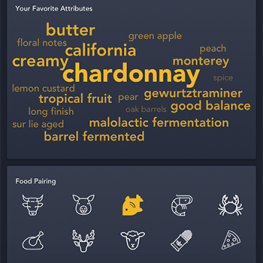 Your Favorite Attributes
butter
green apple
floral notes
california
peach
creamy
monterey
chardonnay
spice
lemon custard
gewurtztraminer
tropical fruit
pear
good balance
oak barrels
long finish
malolactic fermentation
sur lie aged
barrel fermented
Food Pairing